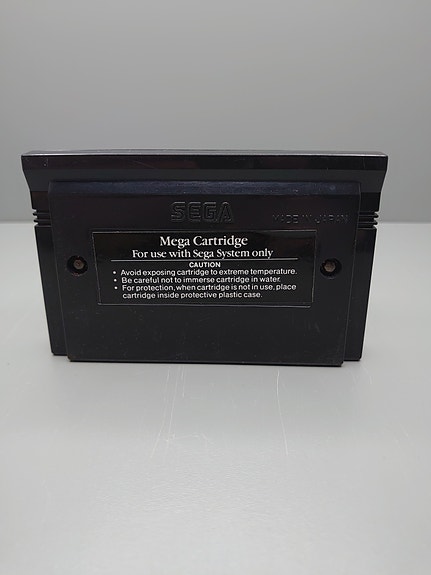 SEGA
MADE IN JAPAN
Mega Cartridge
For use with Sega System only
CAUTION
• Avoid exposing cartridge to extreme temperature.
• Be careful not to immerse cartridge in water.
• For protection, when cartridge is not in use, place
cartridge inside protective plastic case.